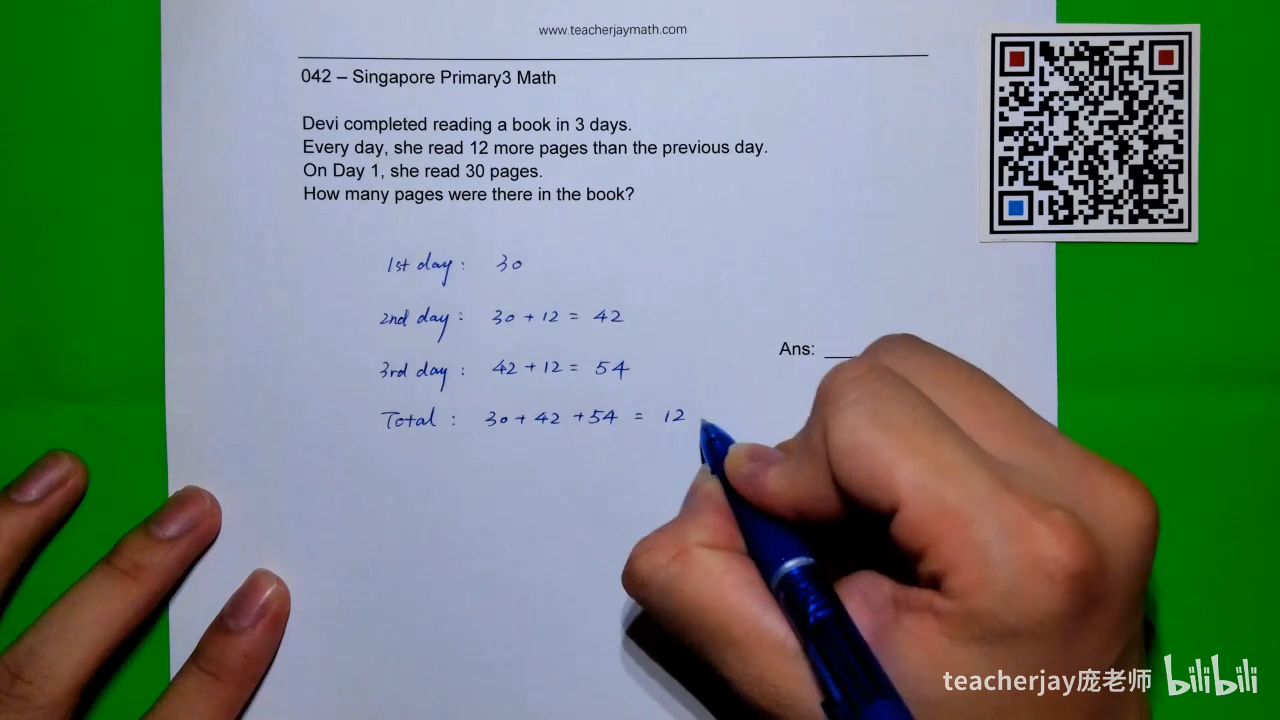 www.teacherjaymath.com
042 – Singapore Primary3 Math
Devi completed reading a book in 3 days.
Every day, she read 12 more pages than the previous day.
On Day 1, she read 30 pages.
How many pages were there in the book?
1st day : 30
2nd day : 30 + 12 = 42
3rd day : 42 + 12 = 54
Ans: ___
Total : 30 + 42 + 54 = 12
teacherjay庞老师 bilibili